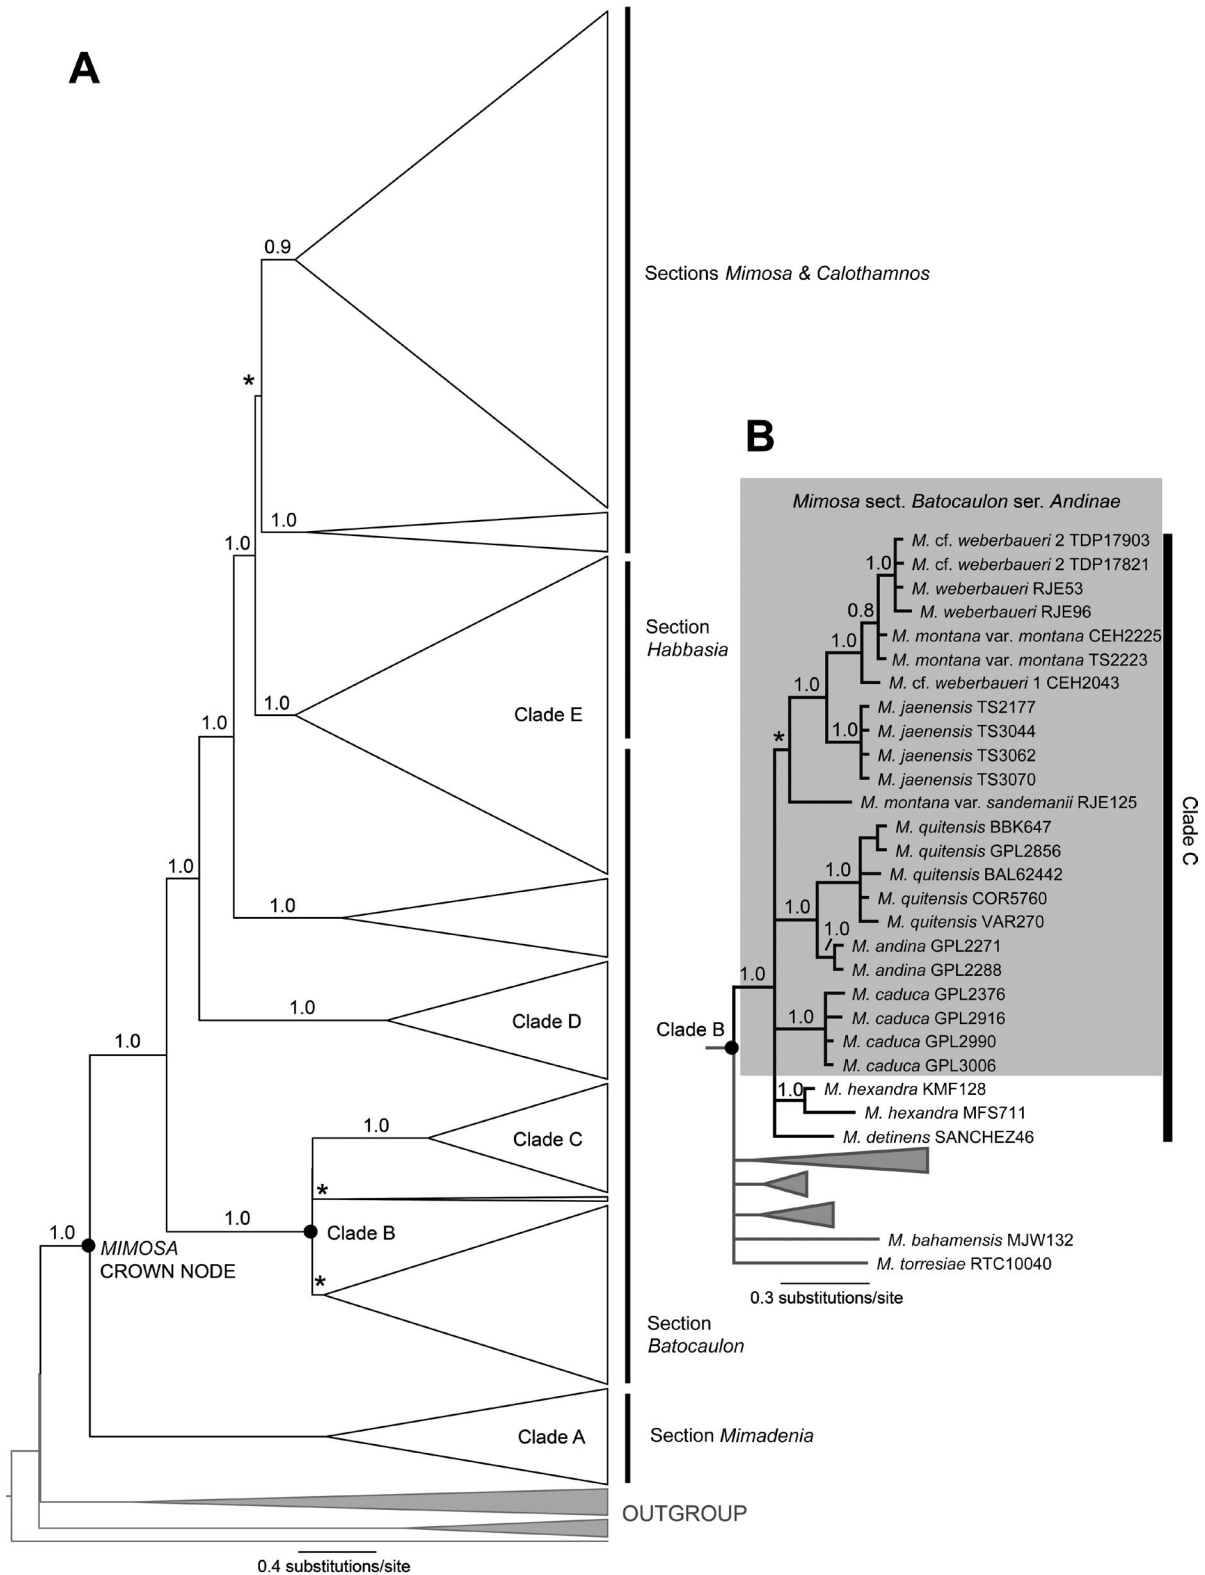 A
0.9
Sections Mimosa & Calothamnos
*
1.0
1.0
Section
Habbasia
1.0
Clade E
1.0
1.0
1.0
1.0
Clade D
1.0
1.0
Clade C
*
1.0
Clade B
1.0
MIMOSA
CROWN NODE
*
Section
Batocaulon
Clade A
Section Mimadenia
OUTGROUP
0.4 substitutions/site
B
Mimosa sect. Batocaulon ser. Andinae
M. cf. weberbaueri 2 TDP17903
1.0
M. cf. weberbaueri 2 TDP17821
M. weberbaueri RJE53
0.8
M. weberbaueri RJE96
1.0
M. montana var. montana CEH2225
M. montana var. montana TS2223
1.0
M. cf. weberbaueri 1 CEH2043
M. jaenensis TS2177
1.0
M. jaenensis TS3044
*
M. jaenensis TS3062
M. jaenensis TS3070
M. montana var. sandemanii RJE125
M. quitensis BBK647
M. quitensis GPL2856
1.0
M. quitensis BAL62442
M. quitensis COR5760
1.0
M. quitensis VAR270
1.0
M. andina GPL2271
M. andina GPL2288
1.0
M. caduca GPL2376
1.0
M. caduca GPL2916
M. caduca GPL2990
M. caduca GPL3006
1.0
M. hexandra KMF128
M. hexandra MFS711
M. detinens SANCHEZ46
Clade C
Clade B
M. bahamensis MJW132
M. torresiae RTC10040
0.3 substitutions/site